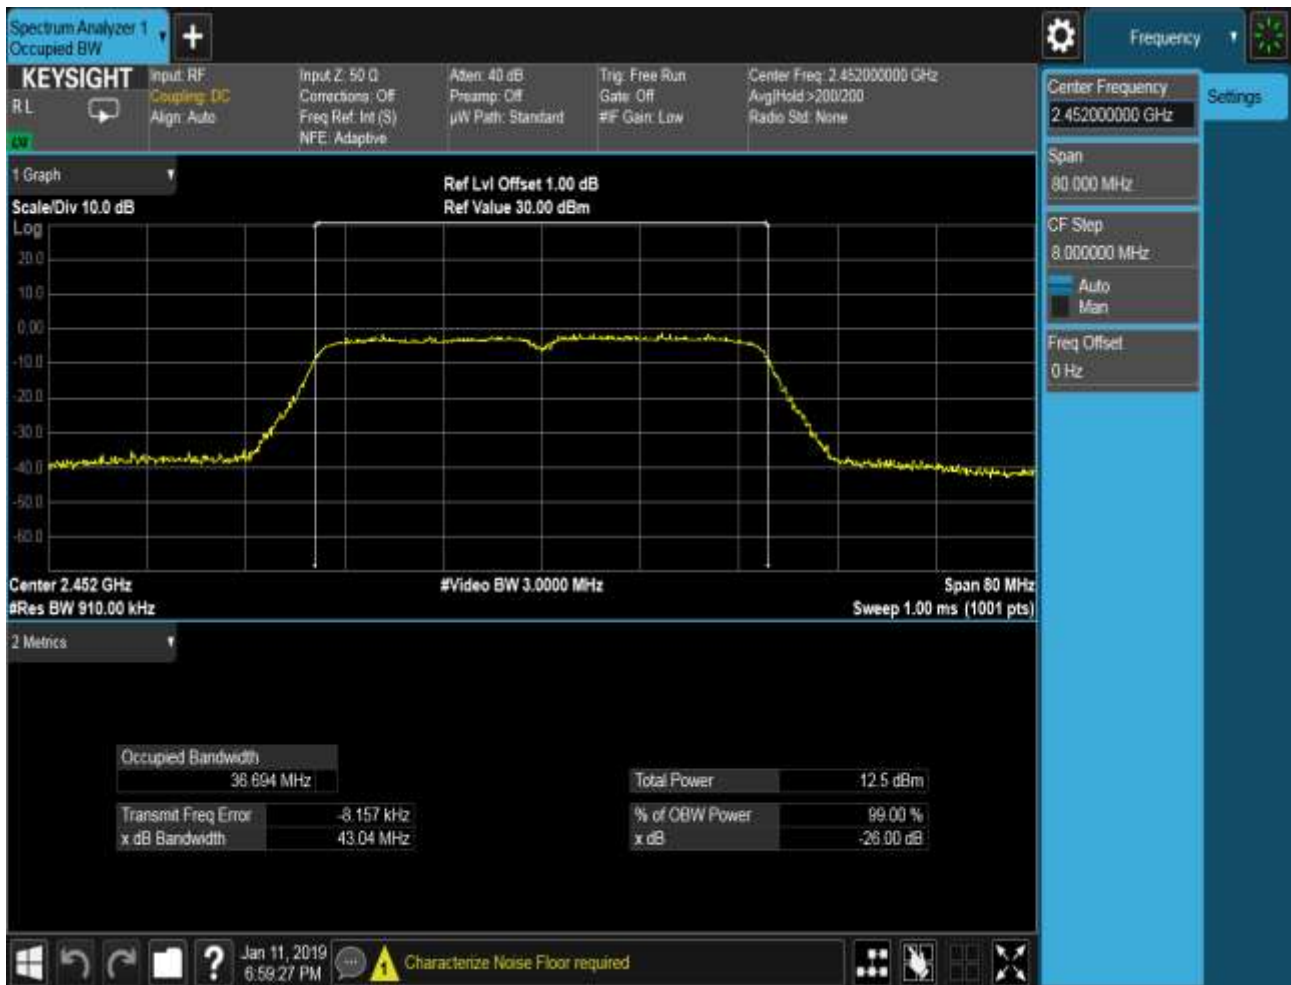 Spectrum Analyzer 1
Occupied BW
Frequency
KEYSIGHT
R L
Input: RF
Coupling: DC
Align: Auto
Input Z: 50 Ω
Corrections: Off
Freq Ref: Int (S)
NFE: Adaptive
Atten: 40 dB
Preamp: Off
µW Path: Standard
Trig: Free Run
Gate: Off
#IF Gain: Low
Center Freq: 2.452000000 GHz
Avg|Hold >200/200
Radio Std: None
Center Frequency
2.452000000 GHz
Settings
Span
80.000 MHz
CF Step
8.000000 MHz
Auto
Man
Freq Offset
0 Hz
1 Graph
Scale/Div 10.0 dB
Ref Lvl Offset 1.00 dB
Ref Value 30.00 dBm
Log
20.0
10.0
0.00
-10.0
-20.0
-30.0
-40.0
-50.0
-60.0
Center 2.452 GHz
#Video BW 3.0000 MHz
Span 80 MHz
#Res BW 910.00 kHz
Sweep 1.00 ms (1001 pts)
2 Metrics
Occupied Bandwidth
36.694 MHz
Transmit Freq Error -8.157 kHz
x dB Bandwidth 43.04 MHz
Total Power 12.5 dBm
% of OBW Power 99.00 %
x dB -26.00 dB
Jan 11, 2019
6:59:27 PM
1
Characterize Noise Floor required